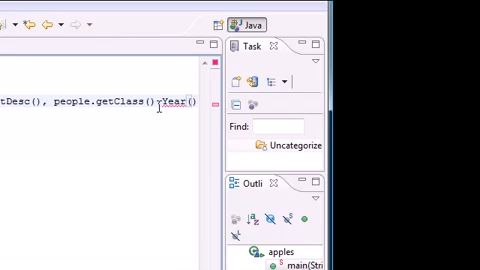 Java
Task
tDesc(), people.getClass().Year()
Find:
Uncategorize
Outli
apples
main(Stri